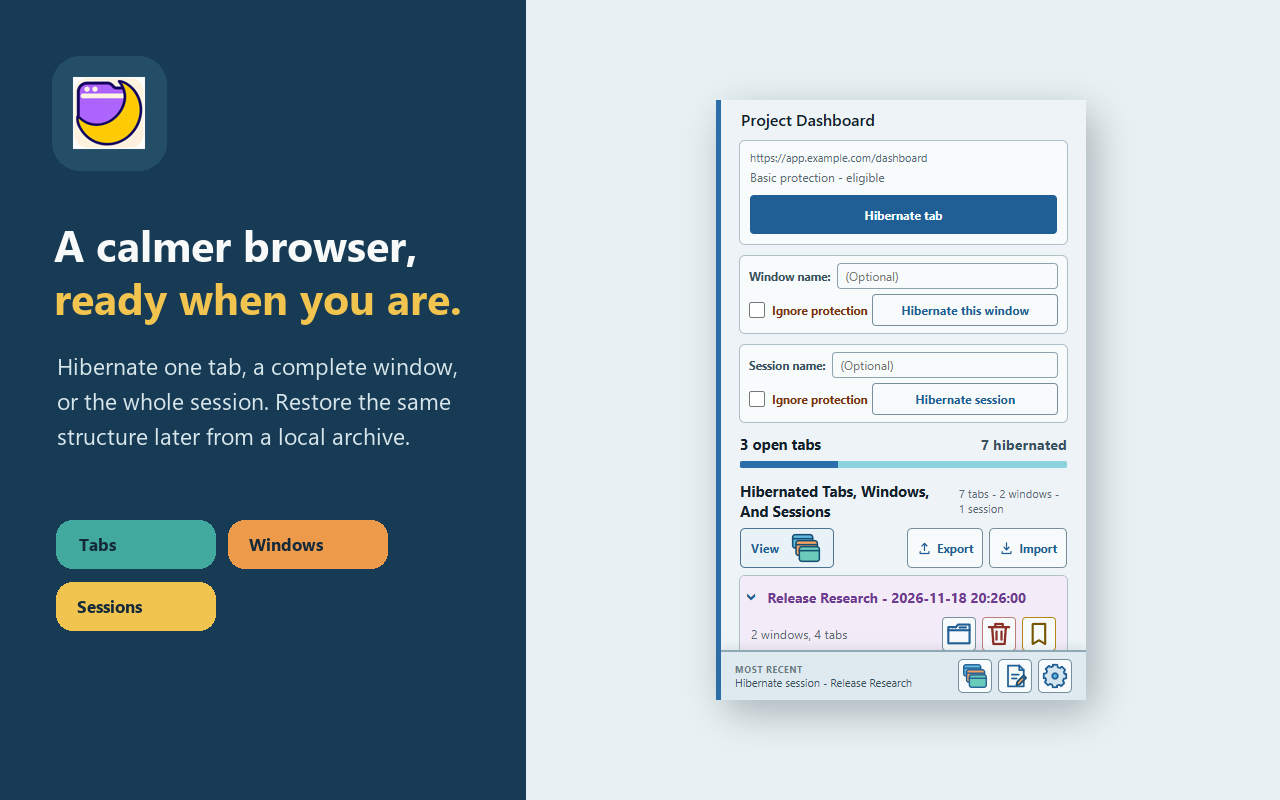 A calmer browser,
ready when you are.
Hibernate one tab, a complete window,
or the whole session. Restore the same
structure later from a local archive.
Tabs
Windows
Sessions
Project Dashboard
https://app.example.com/dashboard
Basic protection - eligible
Hibernate tab
Window name: (Optional)
Ignore protection Hibernate this window
Session name: (Optional)
Ignore protection Hibernate session
3 open tabs 7 hibernated
Hibernated Tabs, Windows,
And Sessions
7 tabs - 2 windows -
1 session
View Export Import
Release Research - 2026-11-18 20:26:00
2 windows, 4 tabs
MOST RECENT
Hibernate session - Release Research